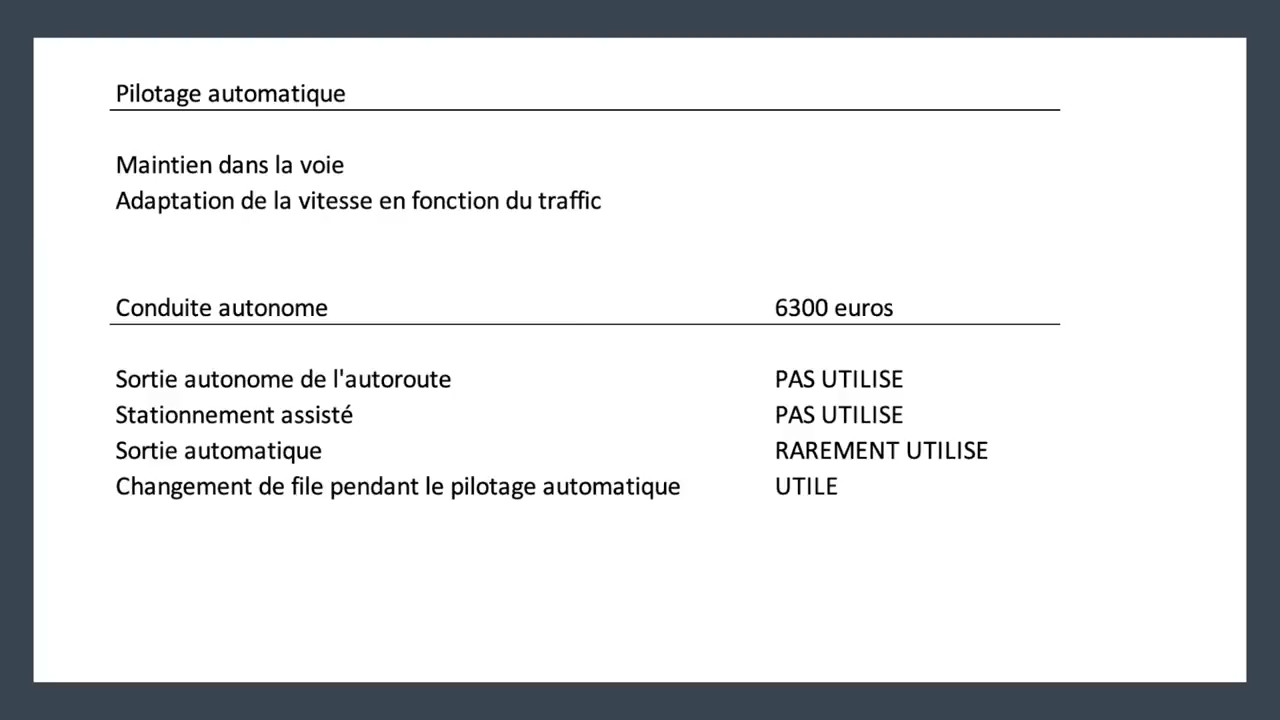 Pilotage automatique
Maintien dans la voie
Adaptation de la vitesse en fonction du traffic
Conduite autonome 6300 euros
Sortie autonome de l'autoroute PAS UTILISE
Stationnement assisté PAS UTILISE
Sortie automatique RAREMENT UTILISE
Changement de file pendant le pilotage automatique UTILE